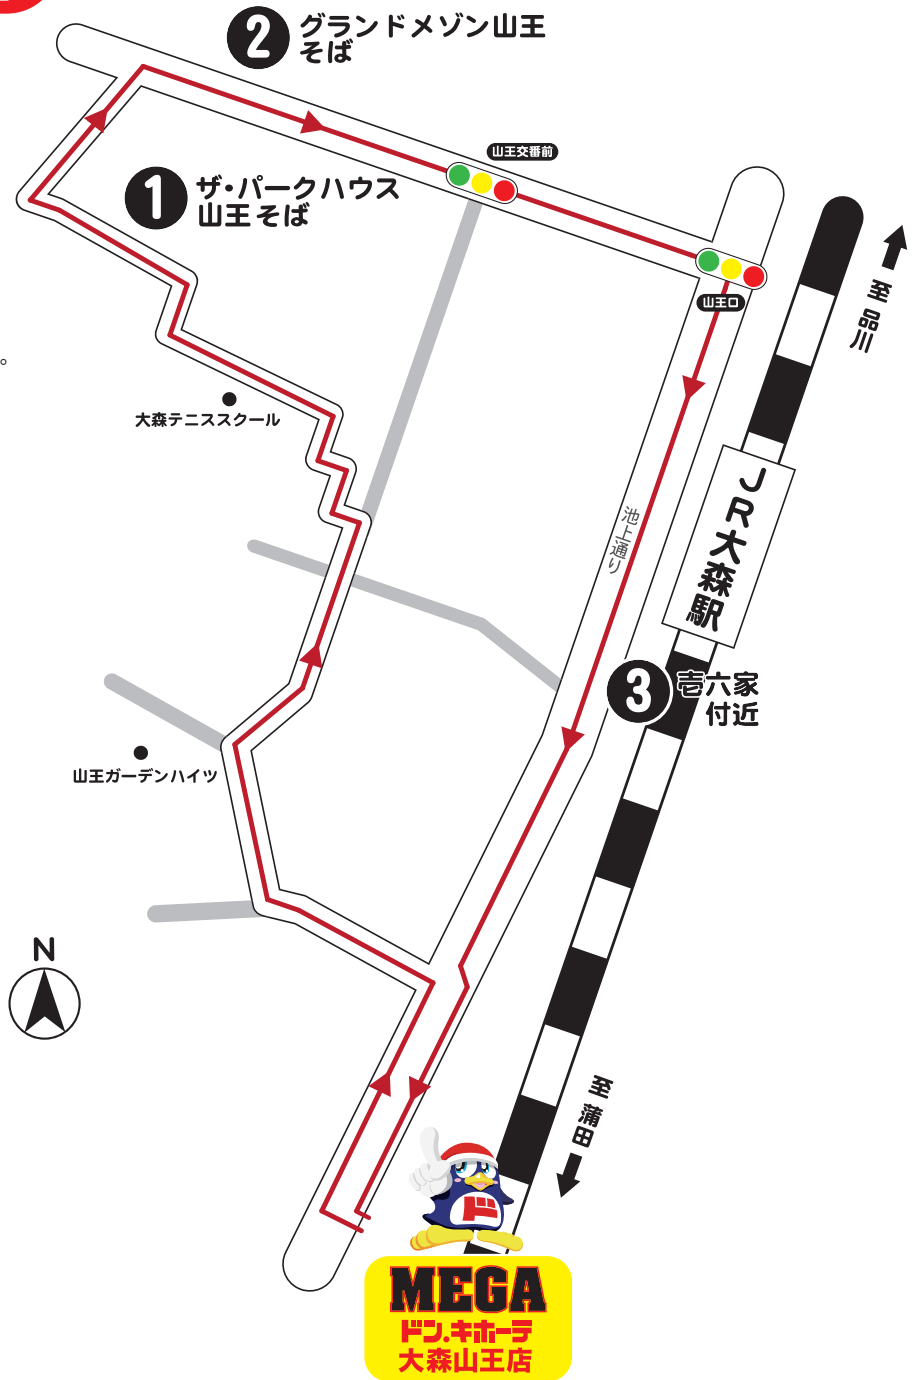 2
グランドメゾン山王
そば
山王交番前
1
ザ・パークハウス
山王そば
山王口
至 品川
。
大森テニススクール
JR大森駅
池上通り
3
壱六家
付近
山王ガーデンハイツ
N
至 蒲田
ド
MEGA
ドン.キホーテ
大森山王店